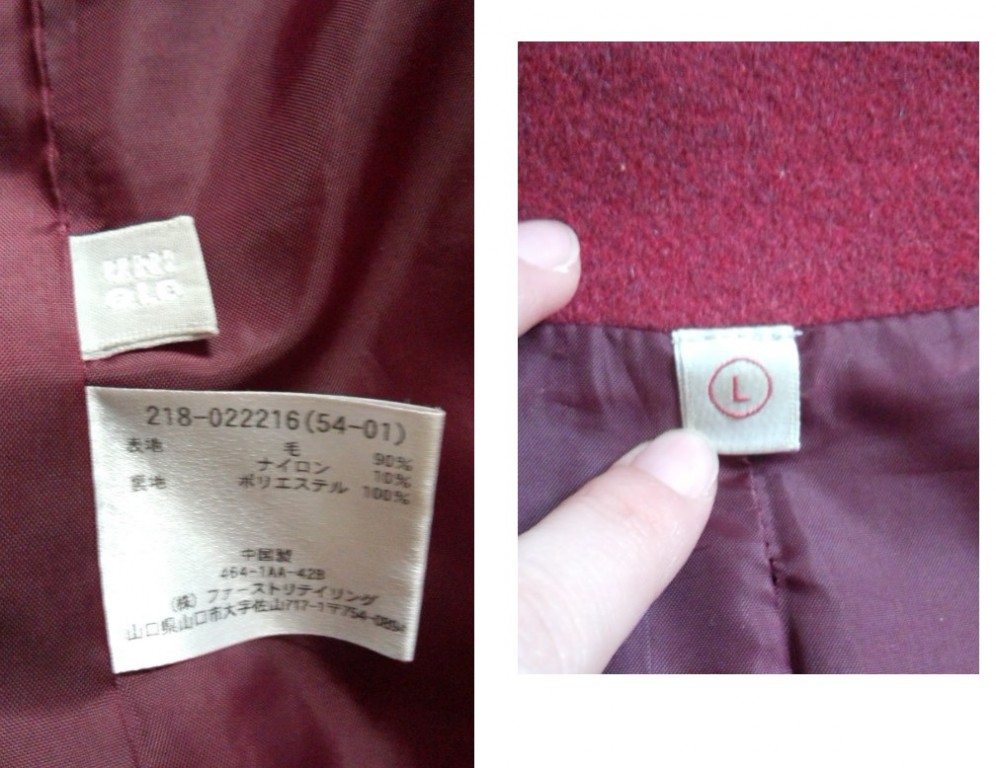 UNI
QLO
218-022216(54-01)
表地 毛 90%
ナイロン 10%
裏地 ポリエステル 100%
中国製
464-1AA-42B
(株)ファーストリテイリング
山口県山口市大字佐山717-1〒754-0894
L